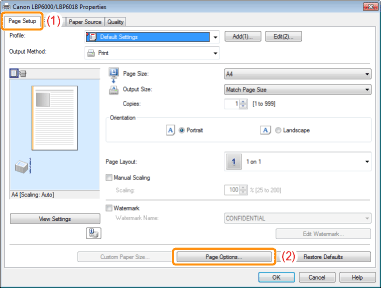 Canon LBP6000/LBP6018 Properties
Page Setup (1) Paper Source Quality
Profile: Default Settings Add(1)... Edit(2)...
Output Method: Print
Page Size: A4
Output Size: Match Page Size
Copies: 1 [1 to 999]
Orientation
A Portrait A Landscape
Page Layout: 1 1 on 1
Manual Scaling
Scaling: 100 % [25 to 200]
A4 [Scaling: Auto]
Watermark
View Settings
Watermark Name: CONFIDENTIAL
Edit Watermark...
(2)
Custom Paper Size... Page Options... Restore Defaults
OK Cancel Help